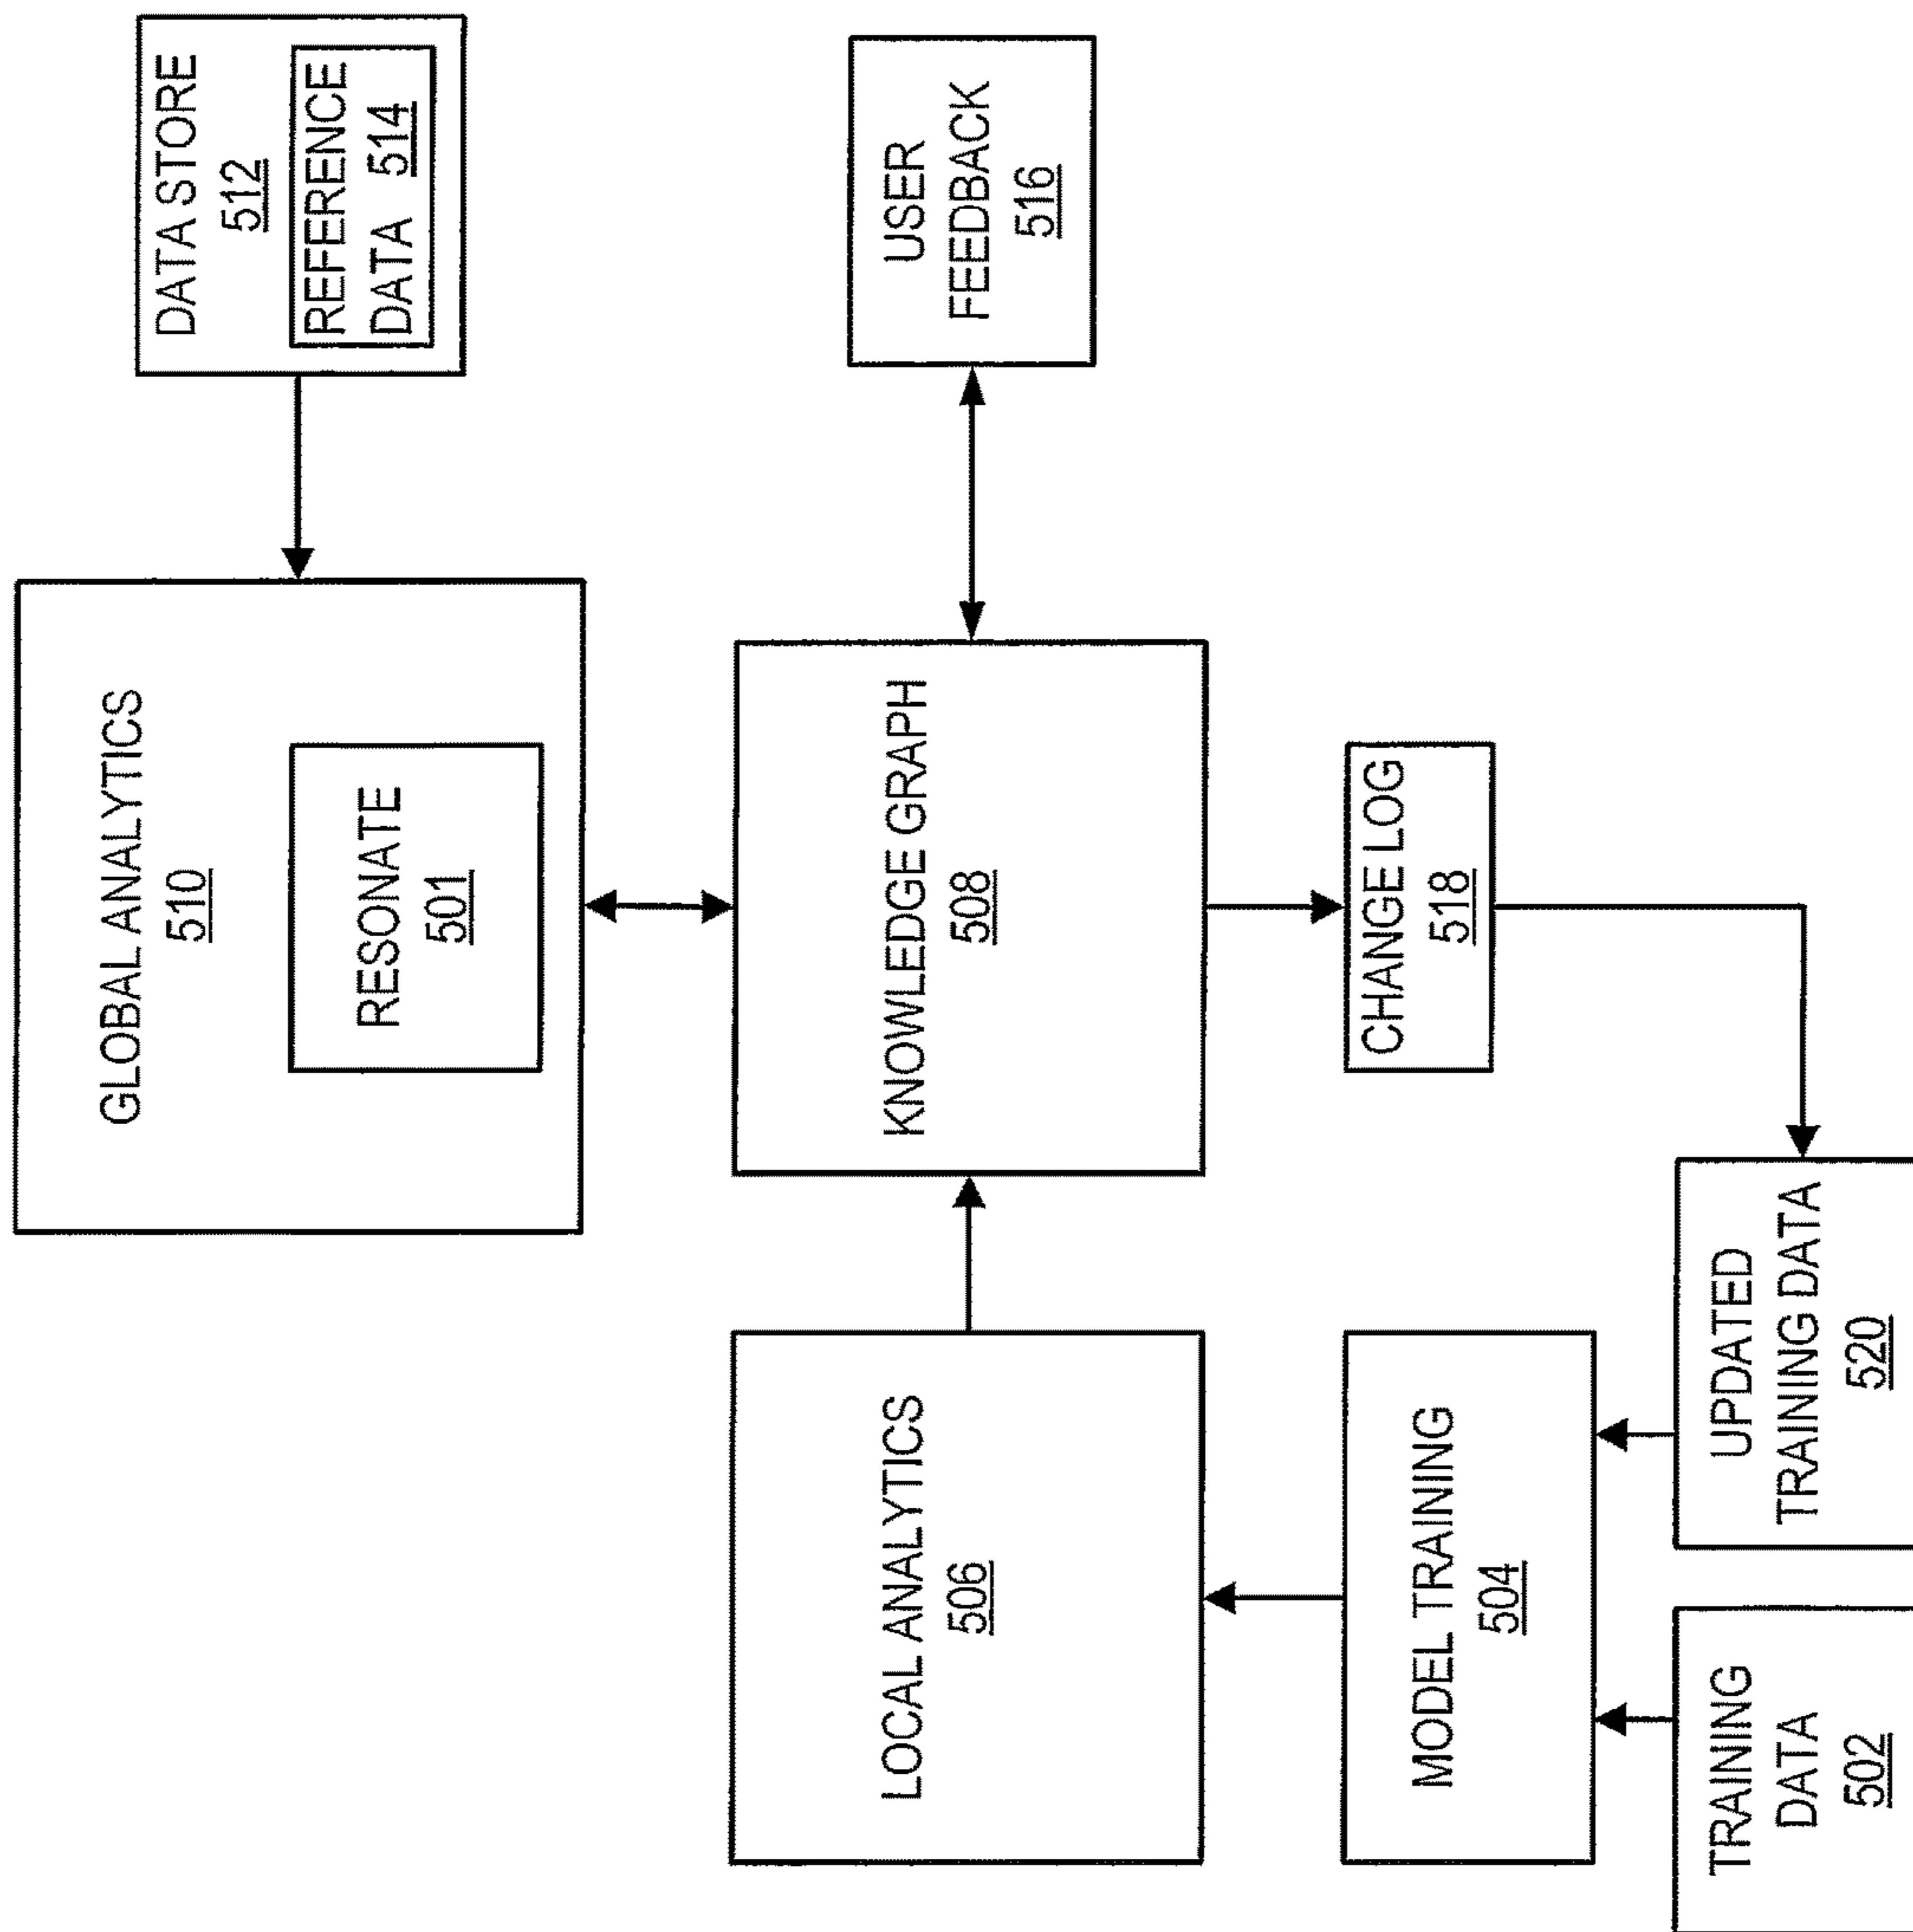 GLOBAL ANALYTICS
510
RESONATE
501
DATA STORE
512
REFERENCE
DATA 514
LOCAL ANALYTICS
506
KNOWLEDGE GRAPH
508
USER
FEEDBACK
516
MODEL TRAINING
504
CHANGE LOG
518
TRAINING
DATA
502
UPDATED
TRAINING DATA
520